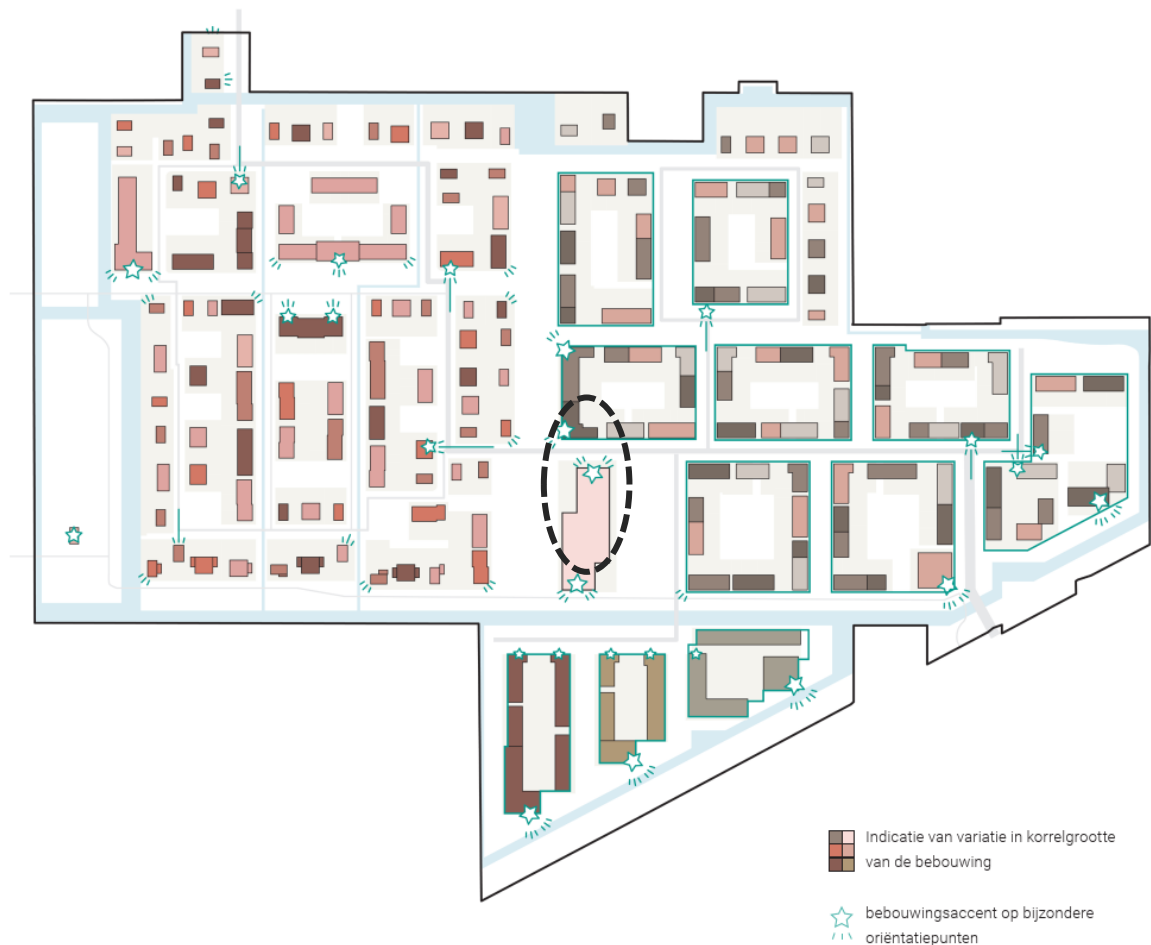 Indicatie van variatie in korrelgrootte
van de bebouwing
bebouwingsaccent op bijzondere
oriëntatiepunten